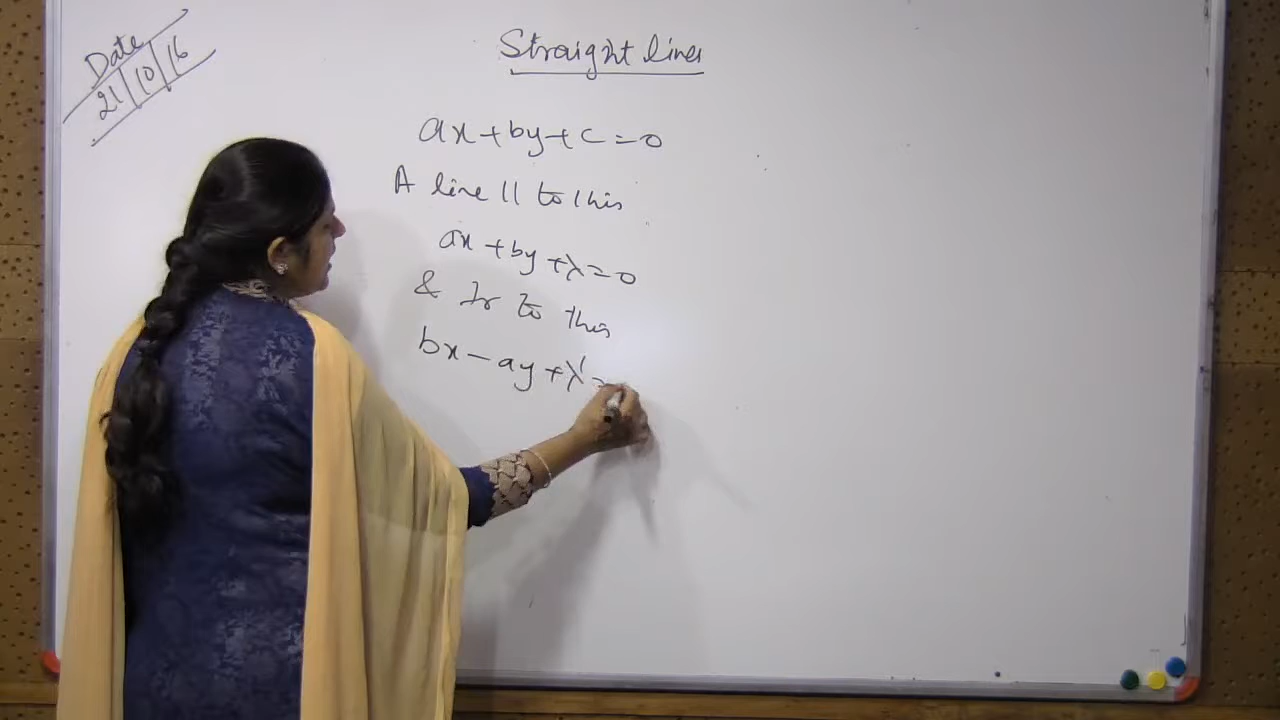 Date
21/10/16
Straight lines
ax+by+c=0
A line || to this
ax+by+λ=0
& ⊥r to this
bx-ay+λ'=